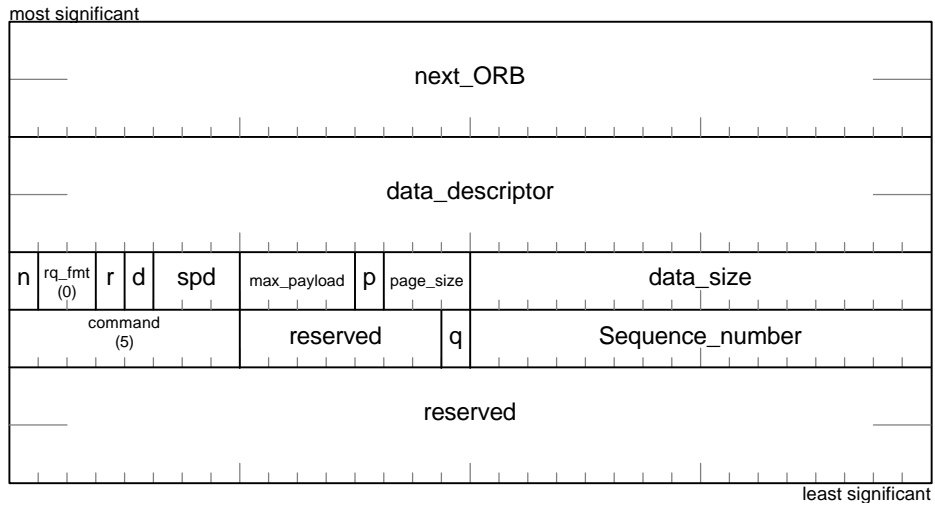 most significant
next_ORB
data_descriptor
n rq_fmt (0) r d spd max_payload p page_size data_size
command (5) reserved q Sequence_number
reserved
least significant